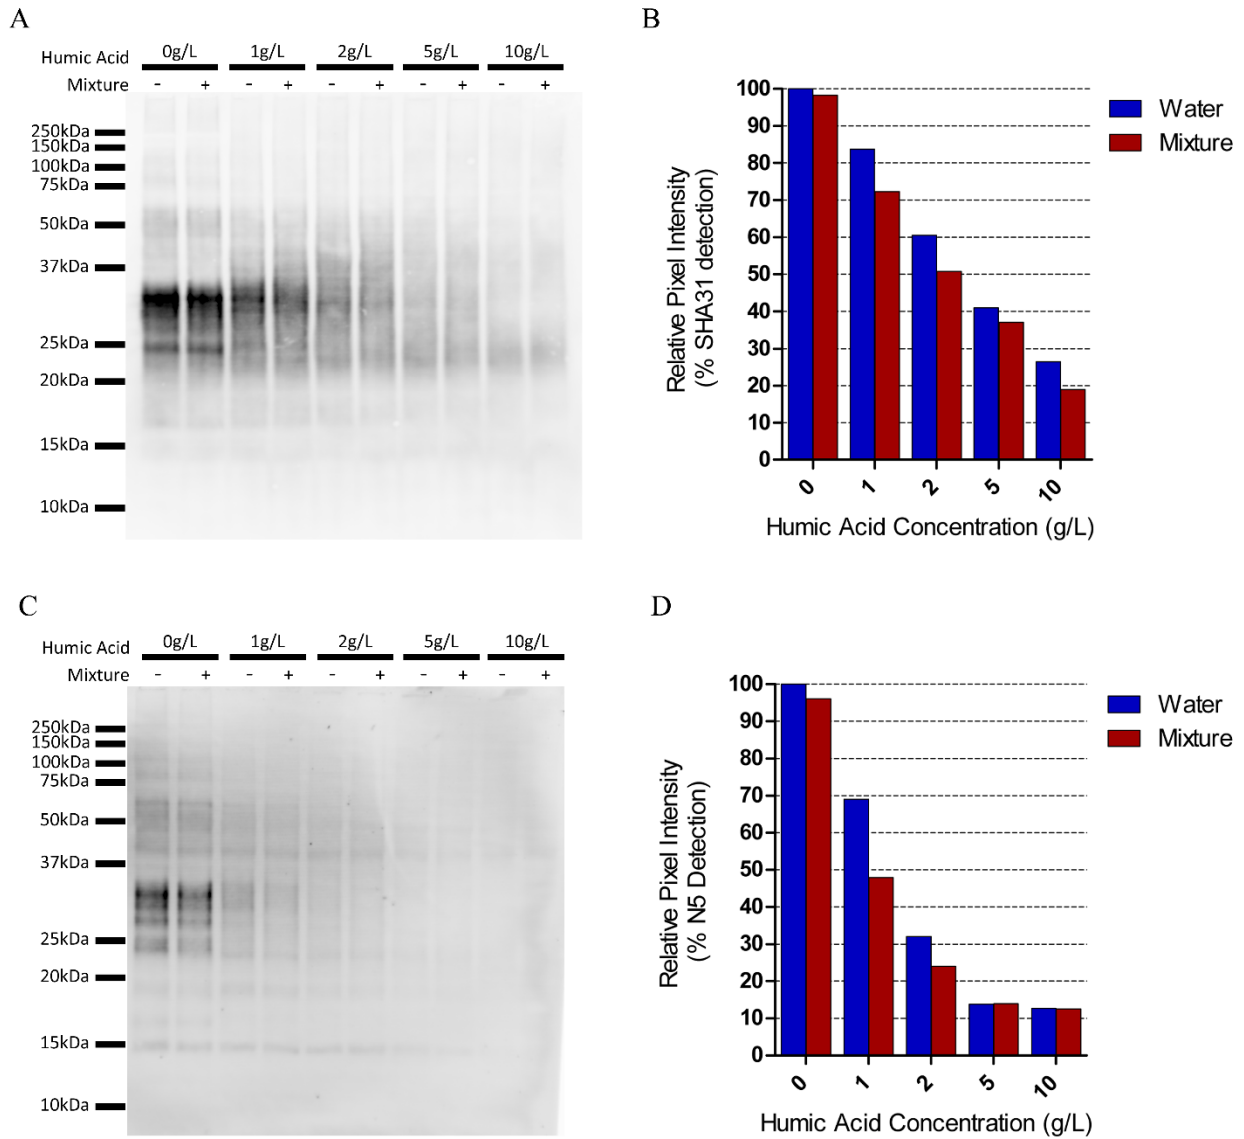 A
Humic Acid 0g/L 1g/L 2g/L 5g/L 10g/L
Mixture - + - + - + - + - +
250kDa
150kDa
100kDa
75kDa
50kDa
37kDa
25kDa
20kDa
15kDa
10kDa
B
Relative Pixel Intensity
(% SHA31 detection)
100
90
80
70
60
50
40
30
20
10
0
0 1 2 5 10
Humic Acid Concentration (g/L)
Water
Mixture
C
Humic Acid 0g/L 1g/L 2g/L 5g/L 10g/L
Mixture - + - + - + - + - +
250kDa
150kDa
100kDa
75kDa
50kDa
37kDa
25kDa
20kDa
15kDa
10kDa
D
Relative Pixel Intensity
(% N5 Detection)
100
90
80
70
60
50
40
30
20
10
0
0 1 2 5 10
Humic Acid Concentration (g/L)
Water
Mixture